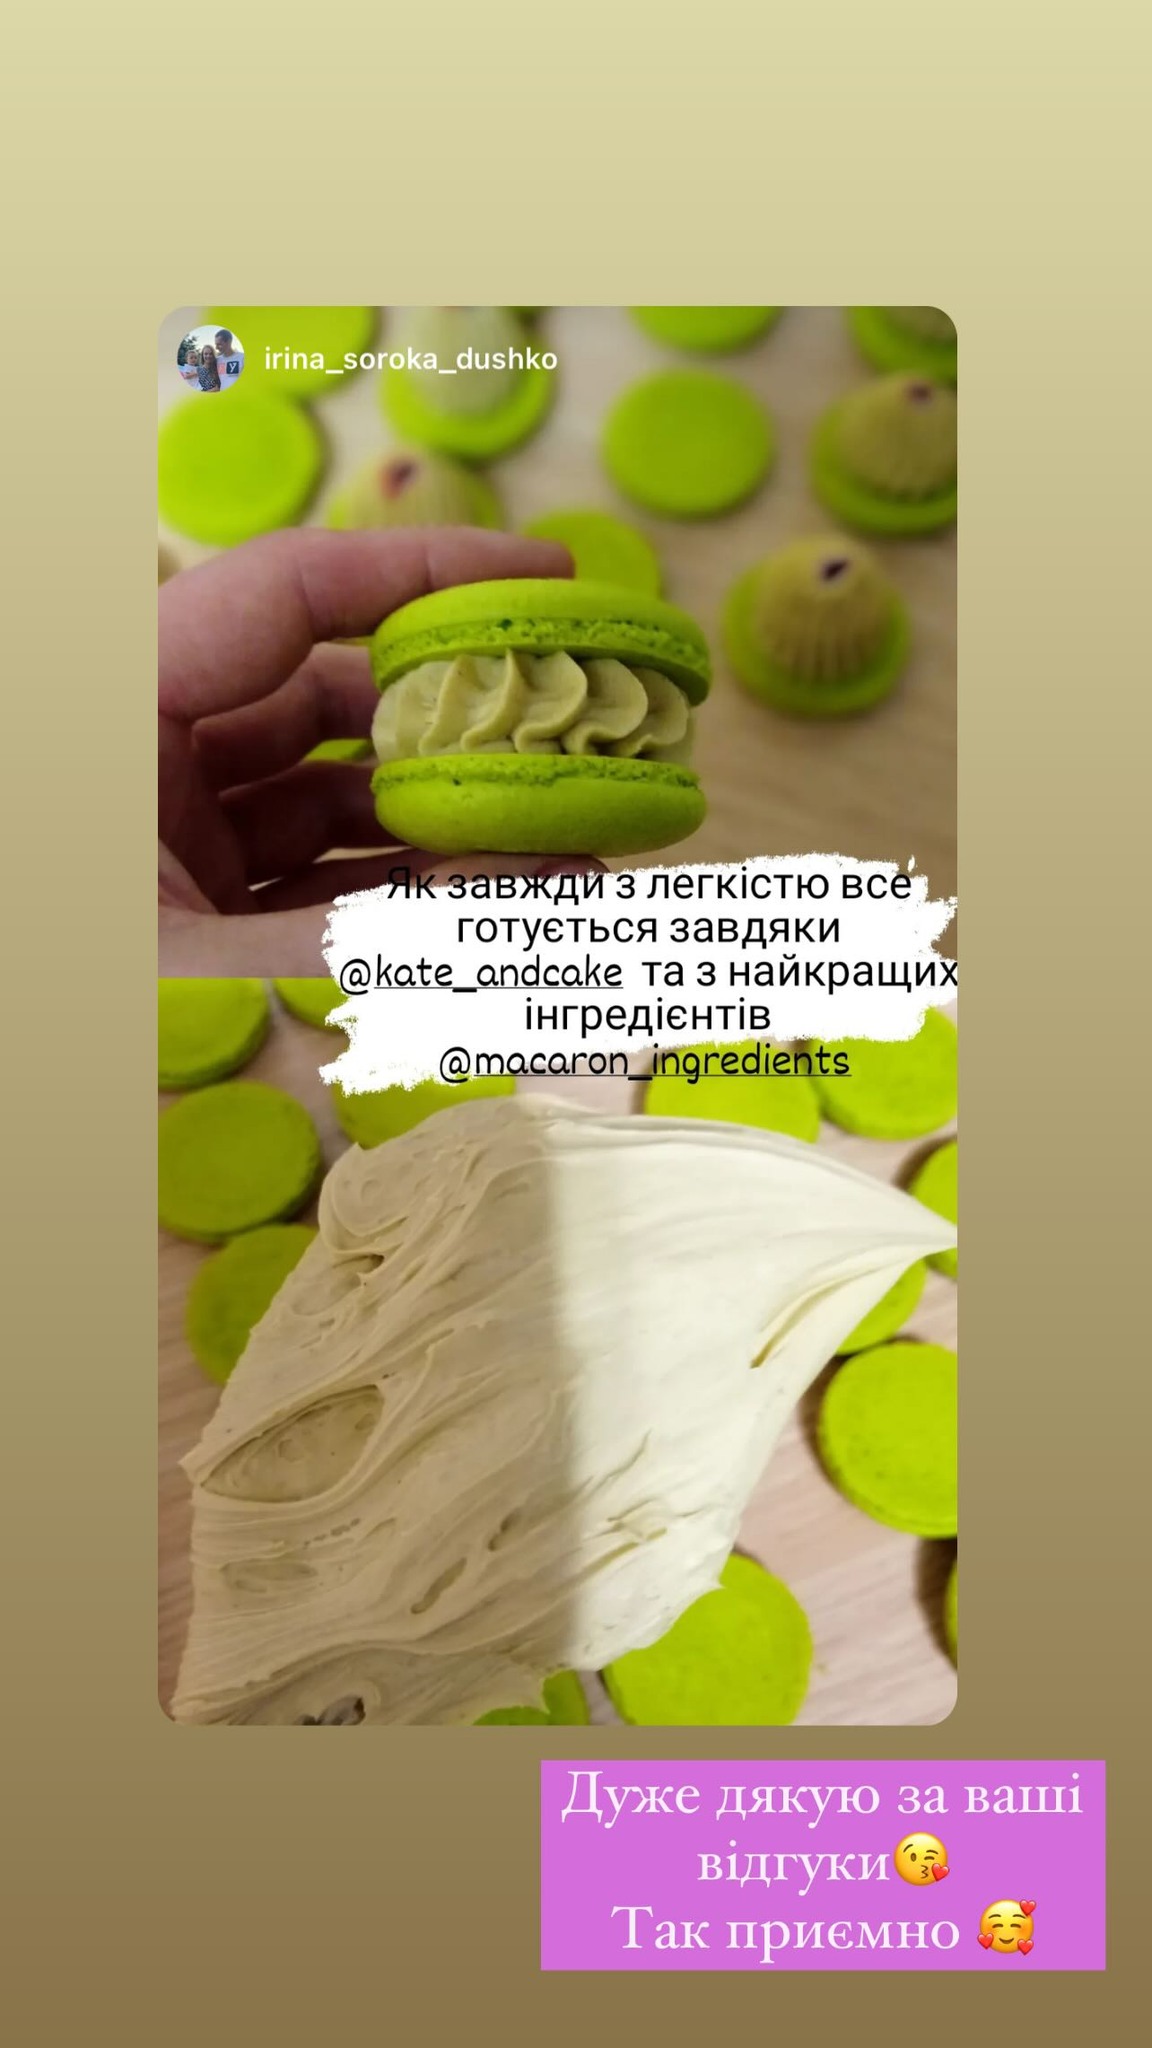 irina_soroka_dushko
Як завжди з легкістю все
готується завдяки
@kate_andcake та з найкращих
інгредієнтів
@macaron_ingredients
Дуже дякую за ваші
відгуки😘
Так приємно 🥰